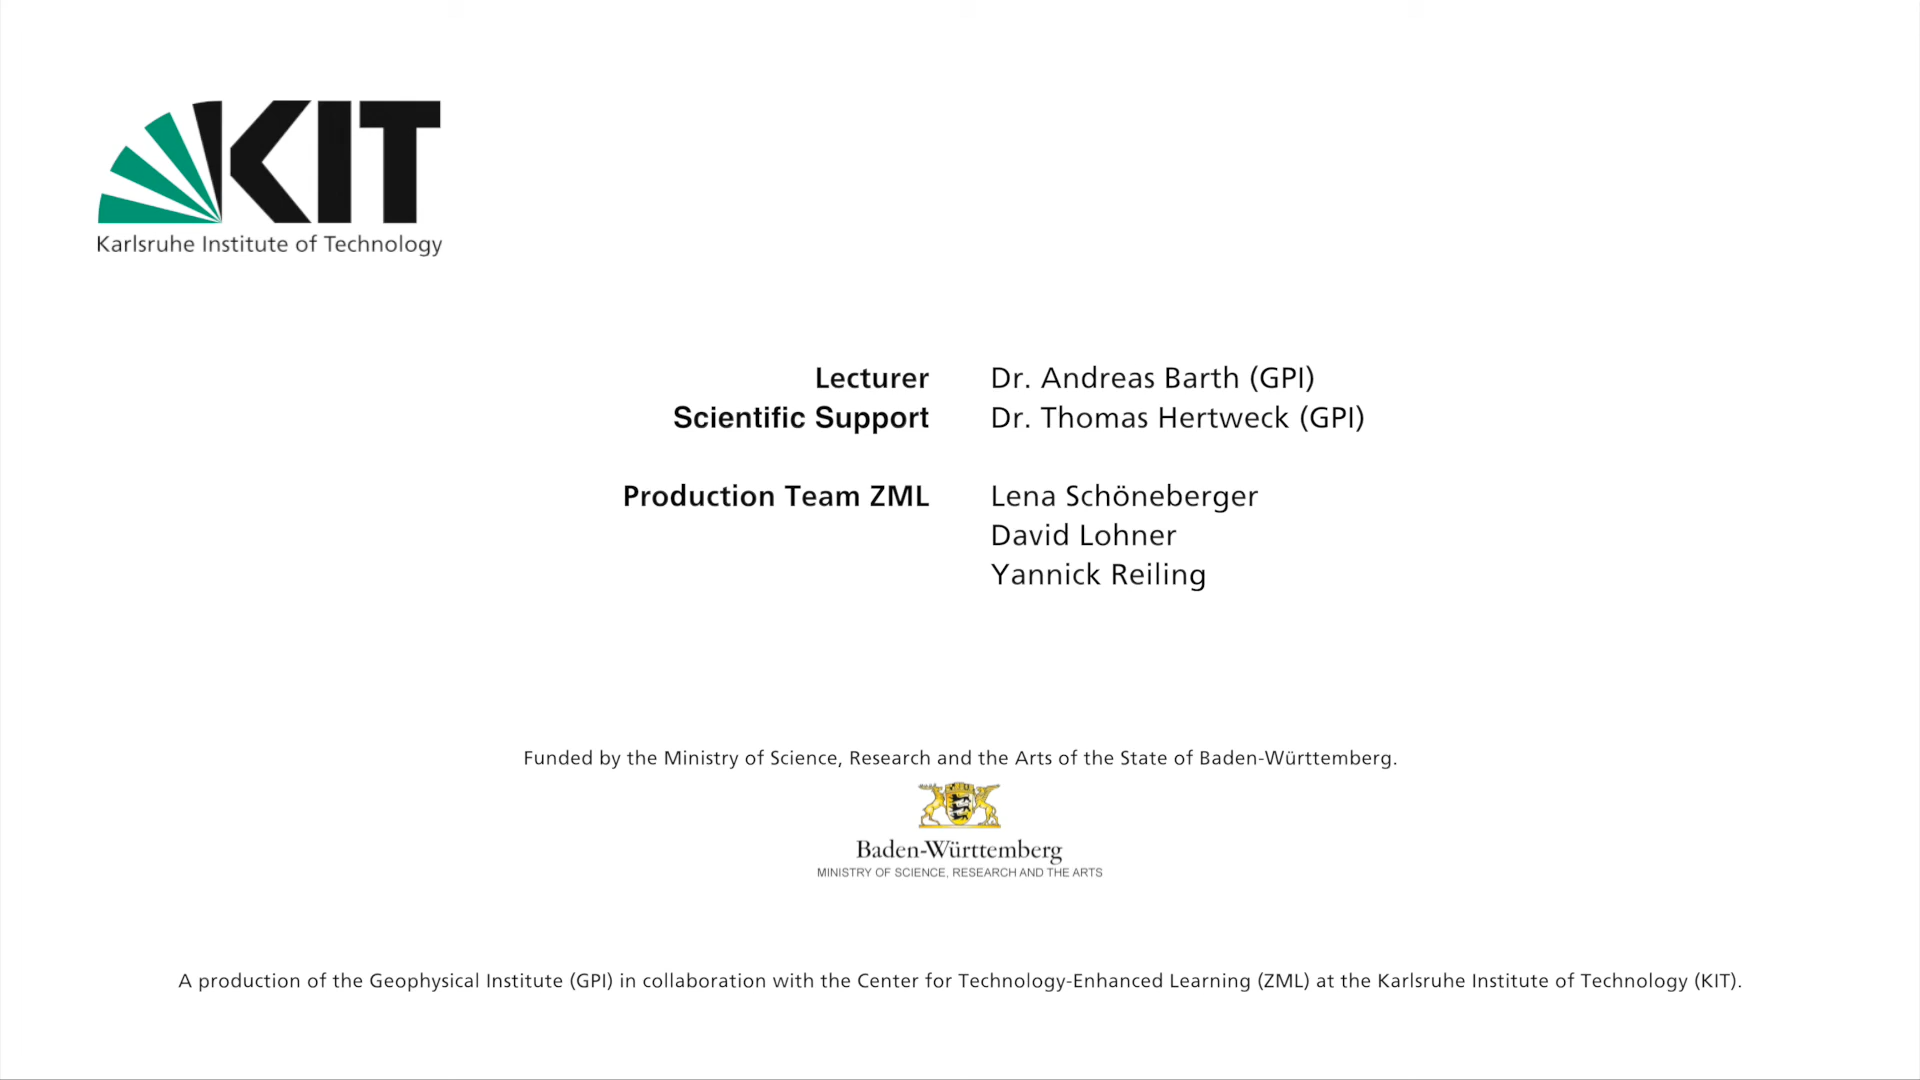 KIT
Karlsruhe Institute of Technology
Lecturer Dr. Andreas Barth (GPI)
Scientific Support Dr. Thomas Hertweck (GPI)
Production Team ZML Lena Schöneberger
David Lohner
Yannick Reiling
Funded by the Ministry of Science, Research and the Arts of the State of Baden-Württemberg.
Baden-Württemberg
MINISTRY OF SCIENCE, RESEARCH AND THE ARTS
A production of the Geophysical Institute (GPI) in collaboration with the Center for Technology-Enhanced Learning (ZML) at the Karlsruhe Institute of Technology (KIT).